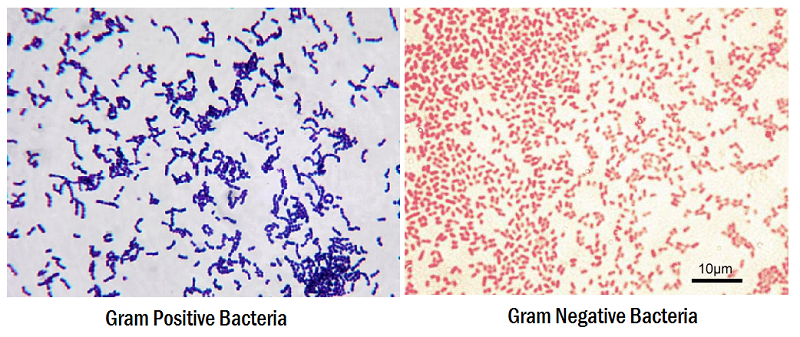 10µm
Gram Positive Bacteria
Gram Negative Bacteria